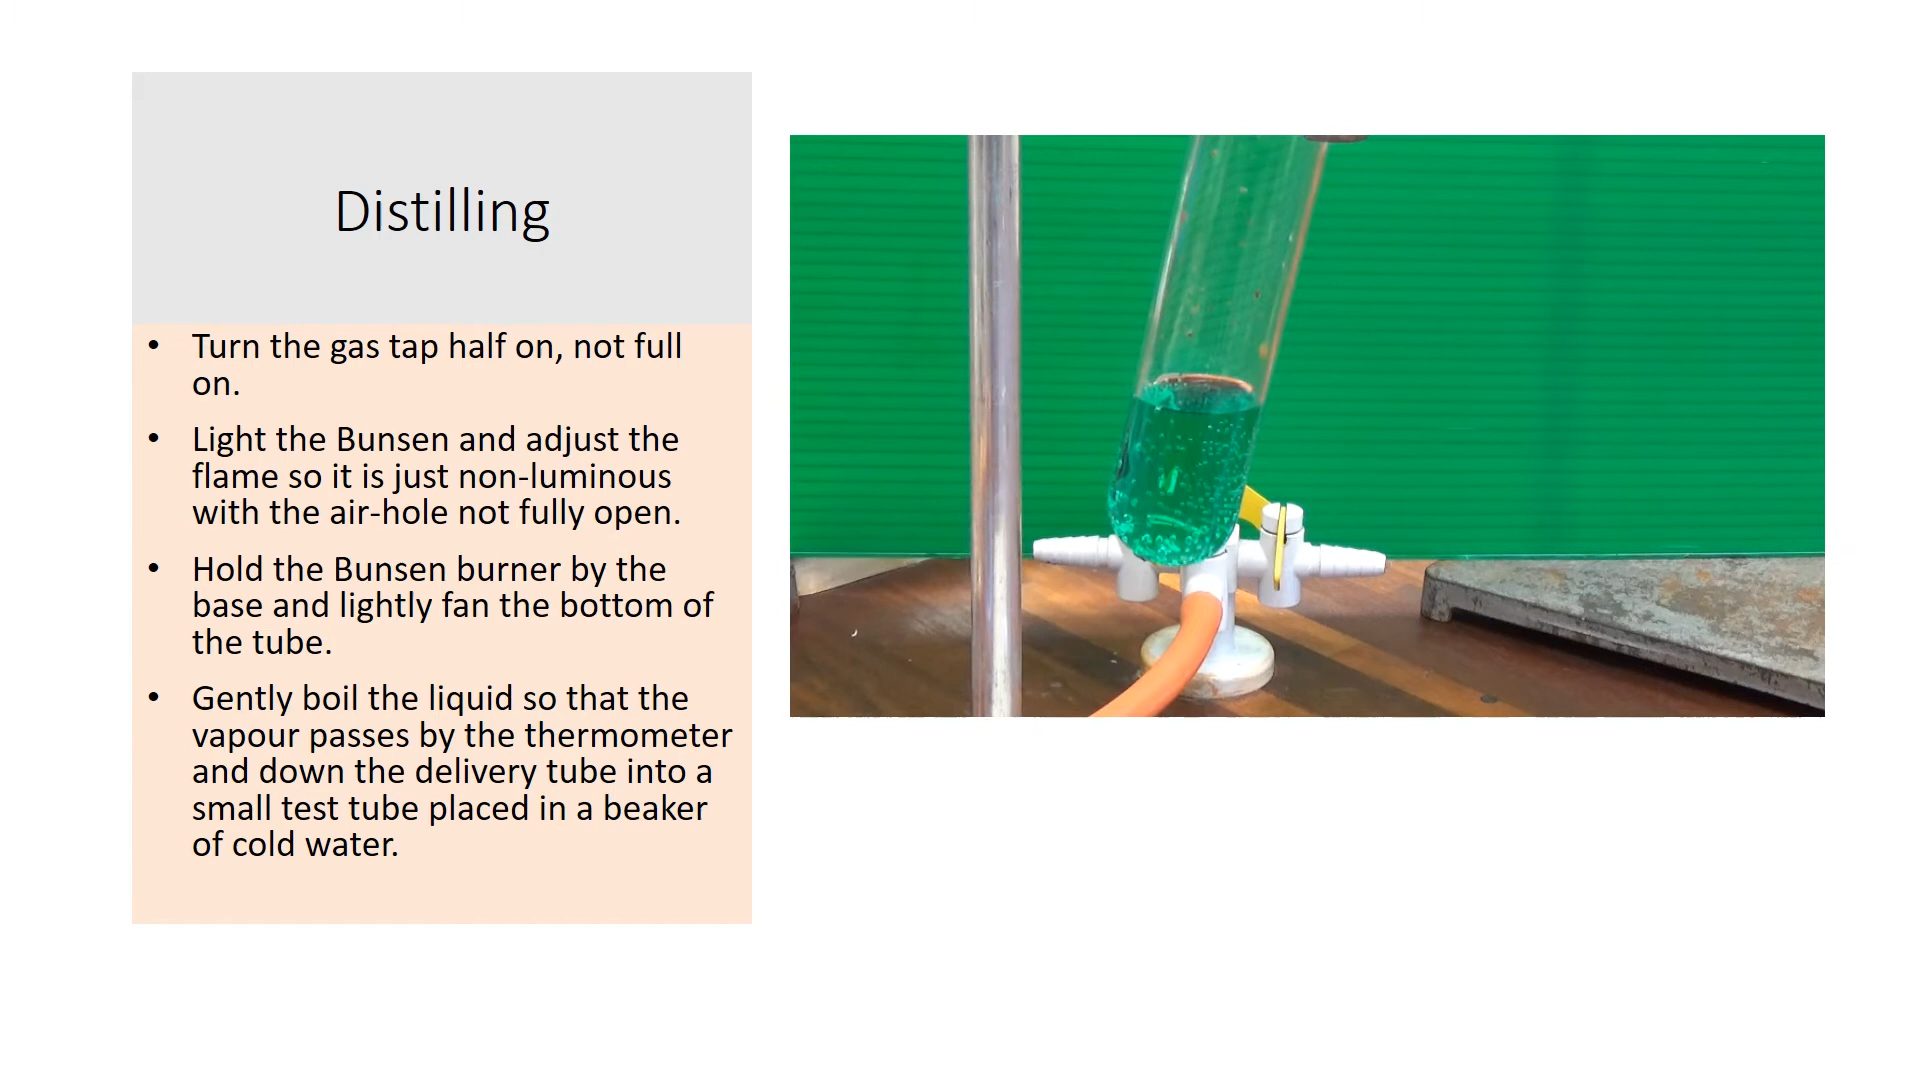 Distilling
• Turn the gas tap half on, not full
on.
• Light the Bunsen and adjust the
flame so it is just non-luminous
with the air-hole not fully open.
• Hold the Bunsen burner by the
base and lightly fan the bottom of
the tube.
• Gently boil the liquid so that the
vapour passes by the thermometer
and down the delivery tube into a
small test tube placed in a beaker
of cold water.